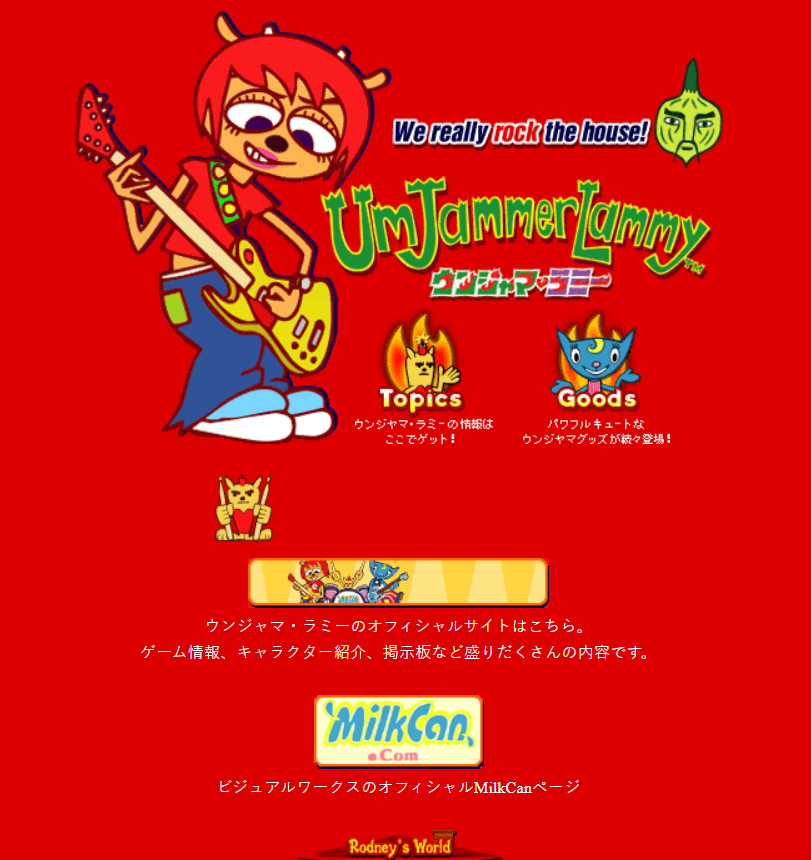 We really rock the house!
UmJammerLammy™
ウンジャマ・ラミー
Topics
Goods
ウンジャマ・ラミーの情報は
ここでゲット!
パワフルキュートな
ウンジャマグッズが続々登場!
ウンジャマ・ラミーのオフィシャルサイトはこちら。
ゲーム情報、キャラクター紹介、掲示板など盛りだくさんの内容です。
MilkCan
.Com
ビジュアルワークスのオフィシャルMilkCanページ
Rodney's World